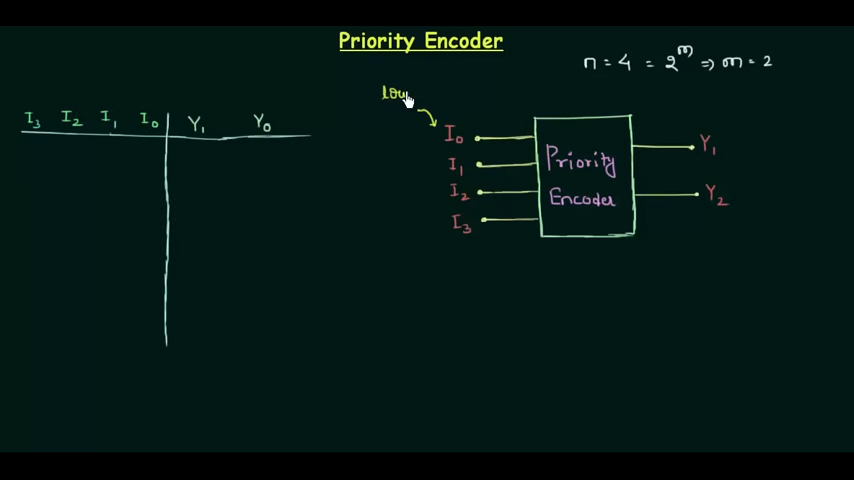 Priority Encoder
n = 4 = 2^m ⇒ m = 2
low
I₃ I₂ I₁ I₀ Y₁ Y₀
I₀
I₁
I₂
I₃
Priority
Encoder
Y₁
Y₂